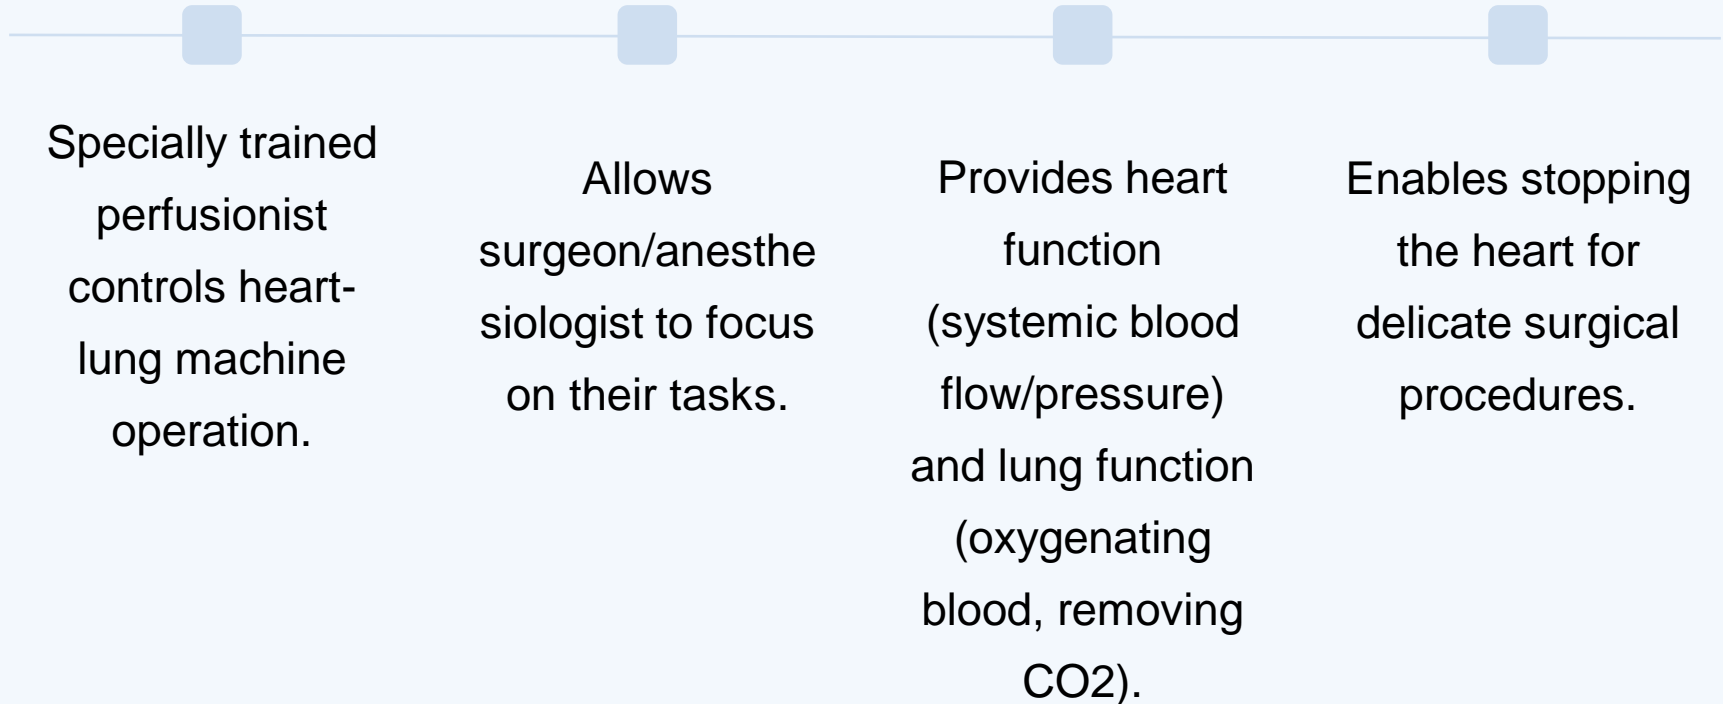 Specially trained
perfusionist
controls heart-
lung machine
operation.
Allows
surgeon/anesthe
siologist to focus
on their tasks.
Provides heart
function
(systemic blood
flow/pressure)
and lung function
(oxygenating
blood, removing
CO2).
Enables stopping
the heart for
delicate surgical
procedures.